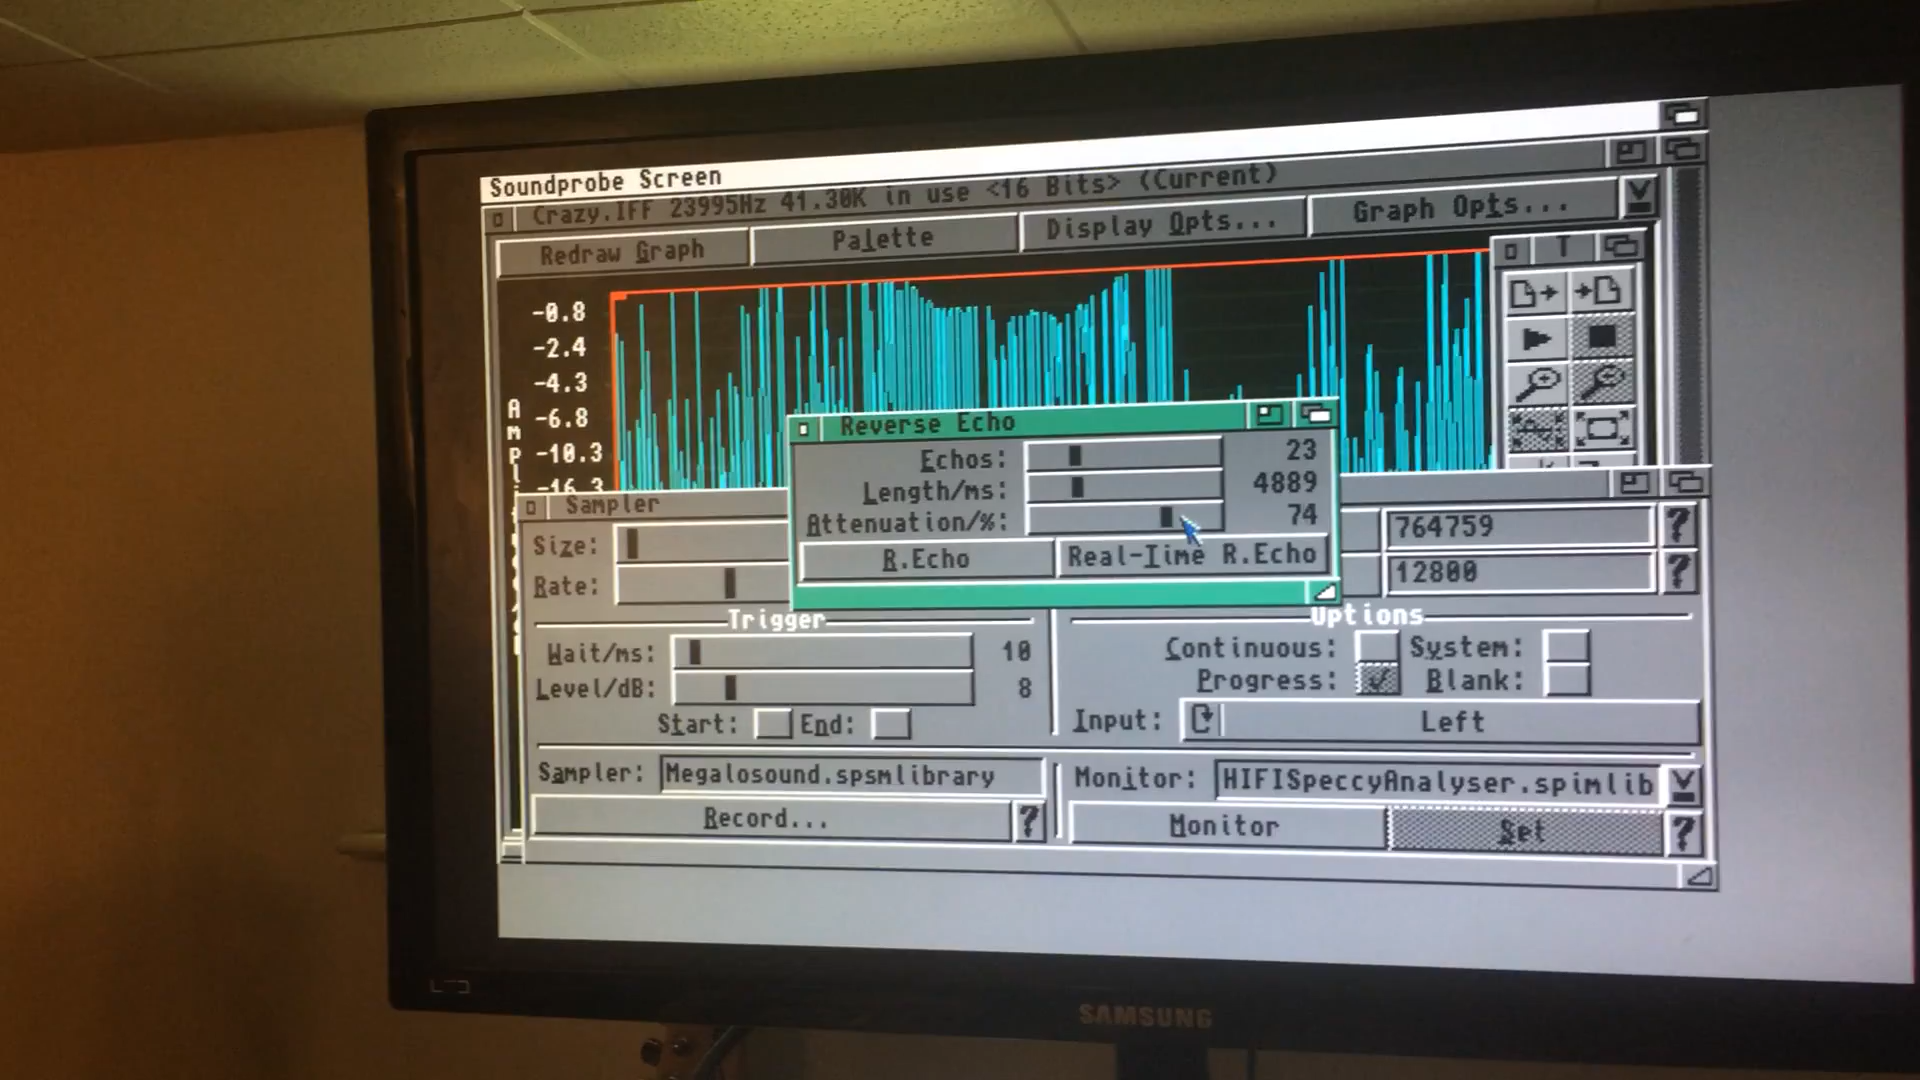 Soundprobe Screen
Crazy.IFF 23995Hz 41.30K in use <16 Bits> (Current)
Redraw Graph Palette Display Opts... Graph Opts...
T
-0.8
-2.4
-4.3
-6.8
-10.3
-16.3
Reverse Echo
Echos: 23
Length/ms: 4889
Attenuation/%: 74
R.Echo Real-Time R.Echo
Sampler
Size: 764759 ?
Rate: 12800 ?
Trigger
Wait/ms: 10
Level/dB: 8
Start: End:
Options
Continuous: System:
Progress: Blank:
Input: Left
Sampler: Megalosound.spsmlibrary
Record... ?
Monitor: HIFISpeccyAnalyser.spimlib
Monitor Set ?
SAMSUNG